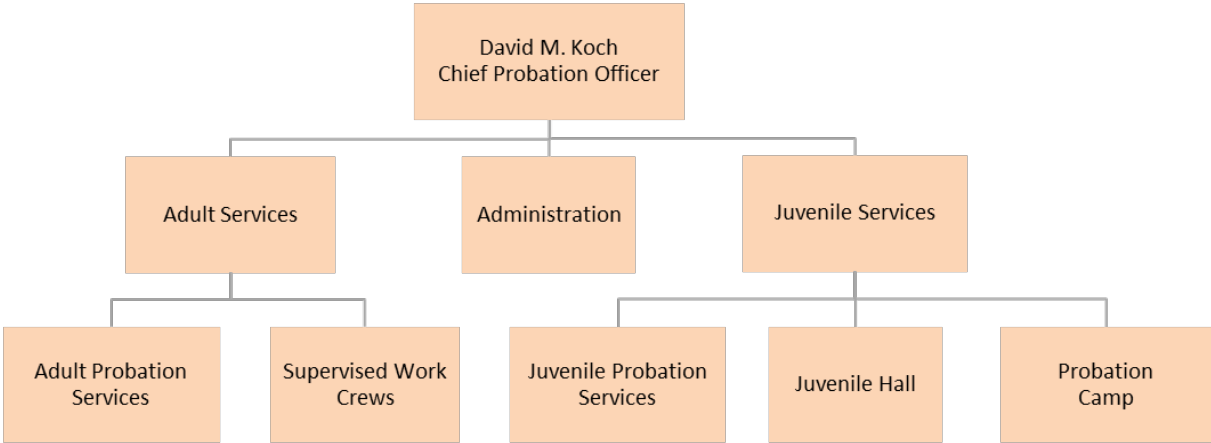 David M. Koch
Chief Probation Officer
Adult Services
Administration
Juvenile Services
Adult Probation
Services
Supervised Work
Crews
Juvenile Probation
Services
Juvenile Hall
Probation
Camp